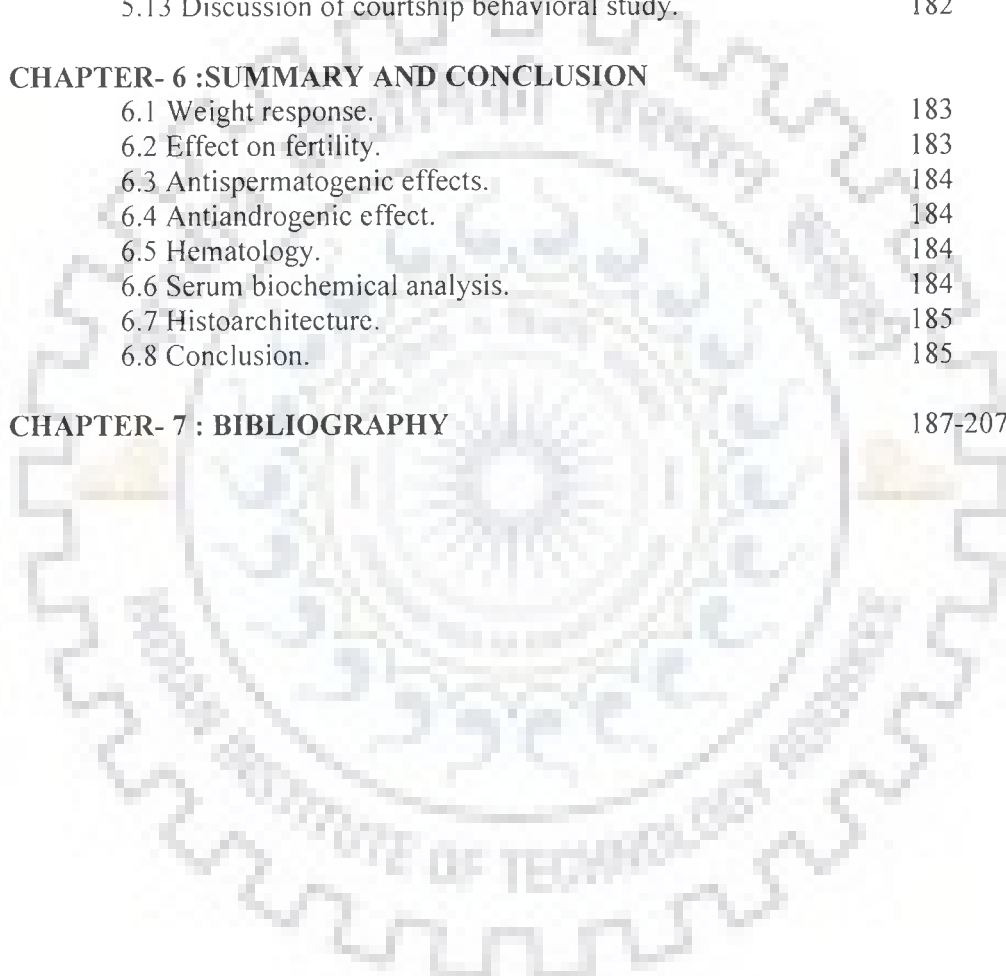 5.13 Discussion of courtship behavioral study. 182
CHAPTER- 6 :SUMMARY AND CONCLUSION
6.1 Weight response. 183
6.2 Effect on fertility. 183
6.3 Antispermatogenic effects. 184
6.4 Antiandrogenic effect. 184
6.5 Hematology. 184
6.6 Serum biochemical analysis. 184
6.7 Histoarchitecture. 185
6.8 Conclusion. 185
CHAPTER- 7 : BIBLIOGRAPHY 187-207
INSTITUTE OF TECHNOLOGY